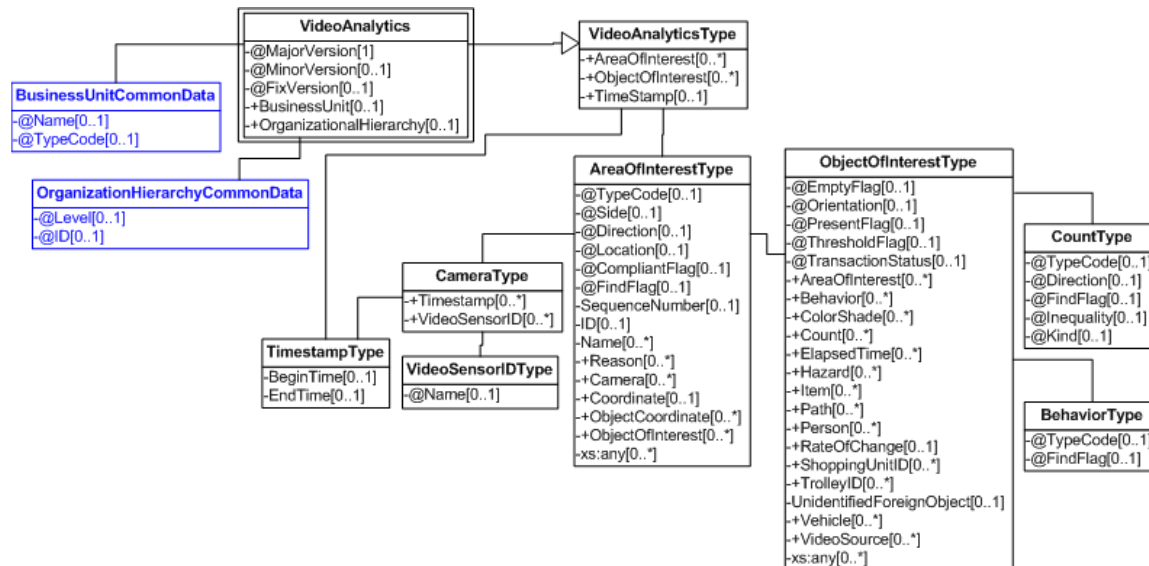 VideoAnalytics
-@MajorVersion[1]
-@MinorVersion[0..1]
-@FixVersion[0..1]
-+BusinessUnit[0..1]
-+OrganizationalHierarchy[0..1]
VideoAnalyticsType
-+AreaOfInterest[0..*]
-+ObjectOfInterest[0..*]
-+TimeStamp[0..1]
BusinessUnitCommonData
-@Name[0..1]
-@TypeCode[0..1]
OrganizationHierarchyCommonData
-@Level[0..1]
-@ID[0..1]
AreaOfInterestType
-@TypeCode[0..1]
-@Side[0..1]
-@Direction[0..1]
-@Location[0..1]
-@CompliantFlag[0..1]
-@FindFlag[0..1]
-SequenceNumber[0..1]
-ID[0..1]
-Name[0..*]
-+Reason[0..*]
-+Camera[0..*]
-+Coordinate[0..1]
-+ObjectCoordinate[0..*]
-+ObjectOfInterest[0..*]
-xs:any[0..*]
ObjectOfInterestType
-@EmptyFlag[0..1]
-@Orientation[0..1]
-@PresentFlag[0..1]
-@ThresholdFlag[0..1]
-@TransactionStatus[0..1]
-+AreaOfInterest[0..*]
-+Behavior[0..*]
-+ColorShade[0..*]
-+Count[0..*]
-+ElapsedTime[0..*]
-+Hazard[0..*]
-+Item[0..*]
-+Path[0..*]
-+Person[0..*]
-+RateOfChange[0..1]
-+ShoppingUnitID[0..*]
-+TrolleyID[0..*]
-UnidentifiedForeignObject[0..1]
-+Vehicle[0..*]
-+VideoSource[0..*]
-xs:any[0..*]
CountType
-@TypeCode[0..1]
-@Direction[0..1]
-@FindFlag[0..1]
-@Inequality[0..1]
-@Kind[0..1]
CameraType
-+Timestamp[0..*]
-+VideoSensorID[0..*]
TimestampType
-BeginTime[0..1]
-EndTime[0..1]
VideoSensorIDType
-@Name[0..1]
BehaviorType
-@TypeCode[0..1]
-@FindFlag[0..1]